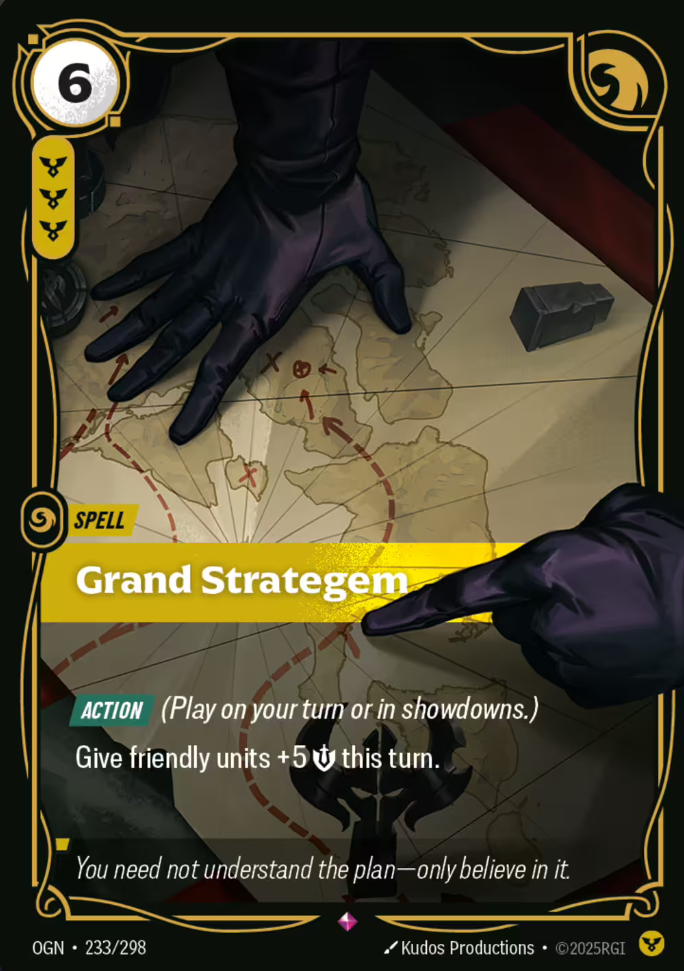 6
SPELL
Grand Strategem
ACTION (Play on your turn or in showdowns.)
Give friendly units +5 this turn.
You need not understand the plan—only believe in it.
OGN • 233/298 Kudos Productions • ©2025RGI